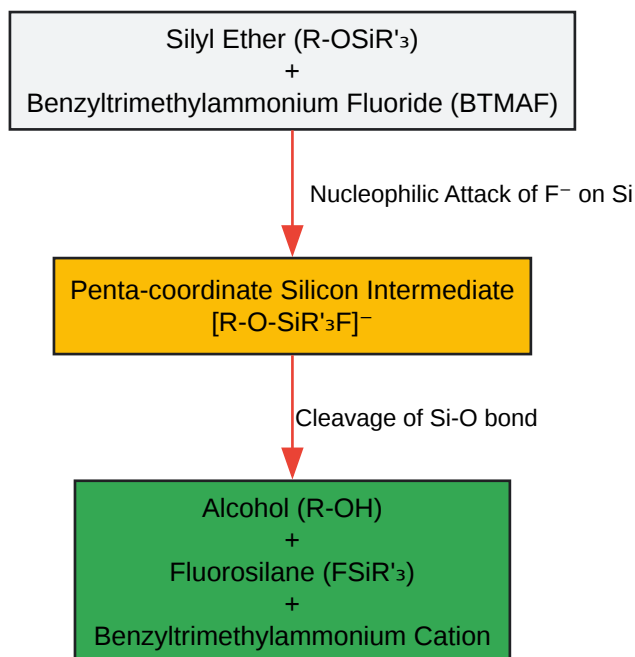 Silyl Ether (R-OSiR'₃)
+
Benzyltrimethylammonium Fluoride (BTMAF)
Nucleophilic Attack of F⁻ on Si
Penta-coordinate Silicon Intermediate
[R-O-SiR'₃F]⁻
Cleavage of Si-O bond
Alcohol (R-OH)
+
Fluorosilane (FSiR'₃)
+
Benzyltrimethylammonium Cation